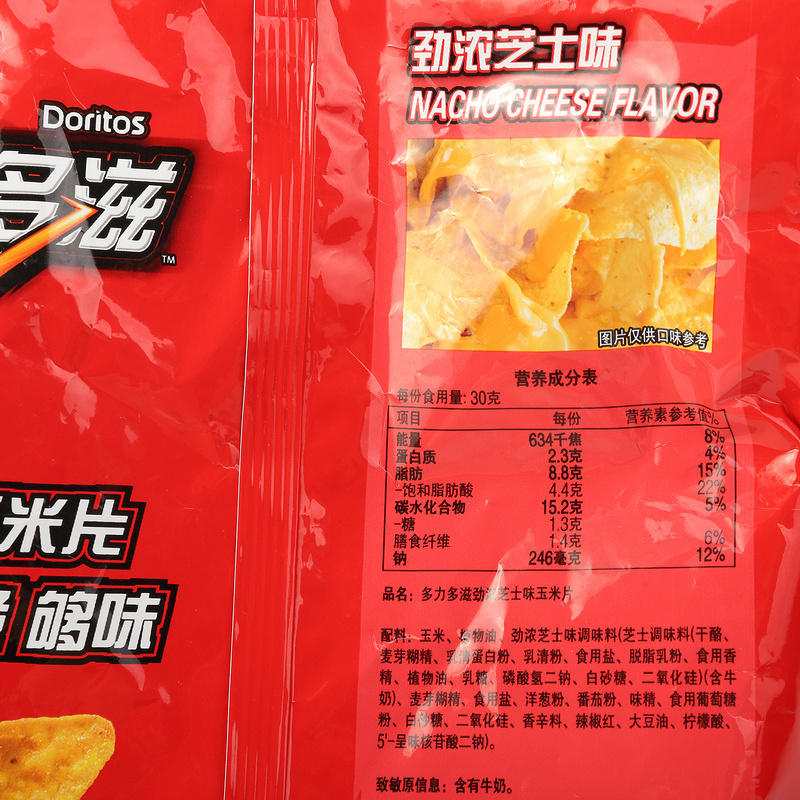 Doritos
多滋
TM
米片
够味
劲浓芝士味
NACHO CHEESE FLAVOR
图片仅供口味参考
营养成分表
每份食用量: 30克
项目 每份 营养素参考值%
能量 634千焦 8%
蛋白质 2.3克 4%
脂肪 8.8克 15%
-饱和脂肪酸 4.4克 22%
碳水化合物 15.2克 5%
-糖 1.3克
膳食纤维 1.4克 6%
钠 246毫克 12%
品名：多力多滋劲浓芝士味玉米片
配料：玉米、植物油、劲浓芝士味调味料(芝士调味料(干酪、
麦芽糊精、乳清蛋白粉、乳清粉、食用盐、脱脂乳粉、食用香
精、植物油、乳糖、磷酸氢二钠、白砂糖、二氧化硅)(含牛
奶)、麦芽糊精、食用盐、洋葱粉、番茄粉、味精、食用葡萄糖
粉、白砂糖、二氧化硅、香辛料、辣椒红、大豆油、柠檬酸、
5'-呈味核苷酸二钠)。
致敏原信息：含有牛奶。